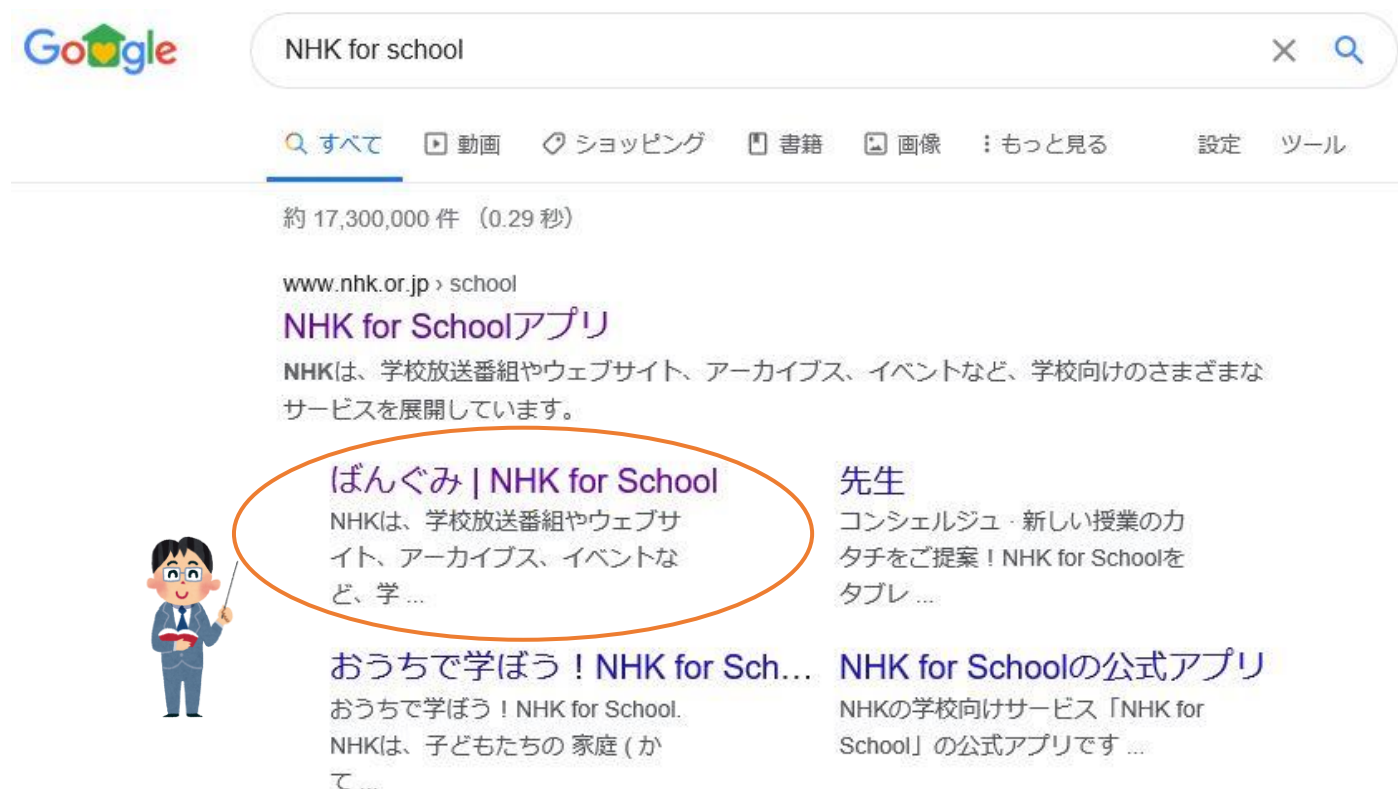 Google
NHK for school
すべて 動画 ショッピング 書籍 画像 もっと見る 設定 ツール
約 17,300,000 件 （0.29 秒）
www.nhk.or.jp › school
NHK for Schoolアプリ
NHKは、学校放送番組やウェブサイト、アーカイブス、イベントなど、学校向けのさまざまな
サービスを展開しています。
ばんぐみ | NHK for School
NHKは、学校放送番組やウェブサ
イト、アーカイブス、イベントな
ど、学 ...
先生
コンシェルジュ · 新しい授業のカ
タチをご提案！NHK for Schoolを
タブレ ...
おうちで学ぼう！NHK for Sch...
おうちで学ぼう！NHK for School.
NHKは、子どもたちの 家庭 ( か
て ...
NHK for Schoolの公式アプリ
NHKの学校向けサービス「NHK for
School」の公式アプリです ...